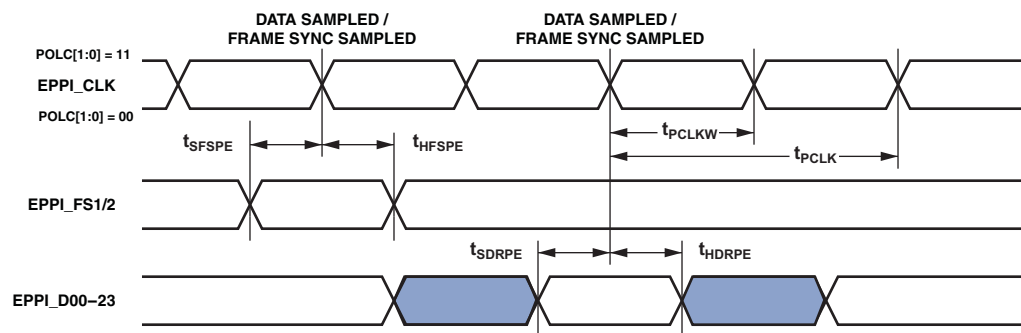 DATA SAMPLED /
FRAME SYNC SAMPLED
DATA SAMPLED /
FRAME SYNC SAMPLED
POLC[1:0] = 11
EPPI_CLK
POLC[1:0] = 00
tPCLKW
tSFSPE
tHFSPE
tPCLK
EPPI_FS1/2
tSDRPE
tHDRPE
EPPI_D00–23